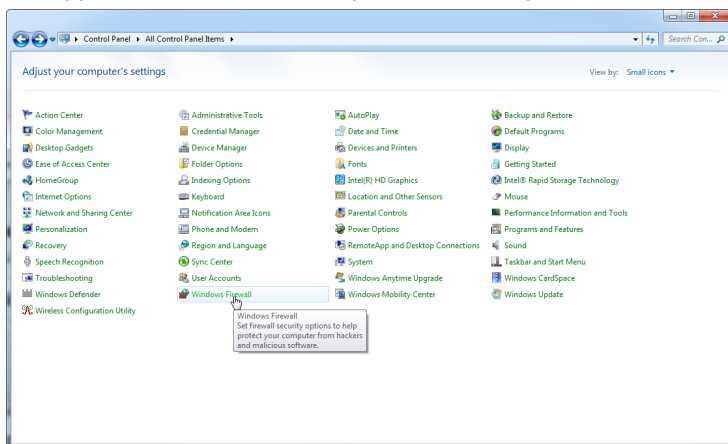 Control Panel ▸ All Control Panel Items ▸
Search Con...
Adjust your computer's settings
View by: Small icons
Action Center
Administrative Tools
AutoPlay
Backup and Restore
Color Management
Credential Manager
Date and Time
Default Programs
Desktop Gadgets
Device Manager
Devices and Printers
Display
Ease of Access Center
Folder Options
Fonts
Getting Started
HomeGroup
Indexing Options
Intel(R) HD Graphics
Intel® Rapid Storage Technology
Internet Options
Keyboard
Location and Other Sensors
Mouse
Network and Sharing Center
Notification Area Icons
Parental Controls
Performance Information and Tools
Personalization
Phone and Modem
Power Options
Programs and Features
Recovery
Region and Language
RemoteApp and Desktop Connections
Sound
Speech Recognition
Sync Center
System
Taskbar and Start Menu
Troubleshooting
User Accounts
Windows Anytime Upgrade
Windows CardSpace
Windows Defender
Windows Firewall
Windows Mobility Center
Windows Update
Wireless Configuration Utility
Windows Firewall
Set firewall security options to help
protect your computer from hackers
and malicious software.